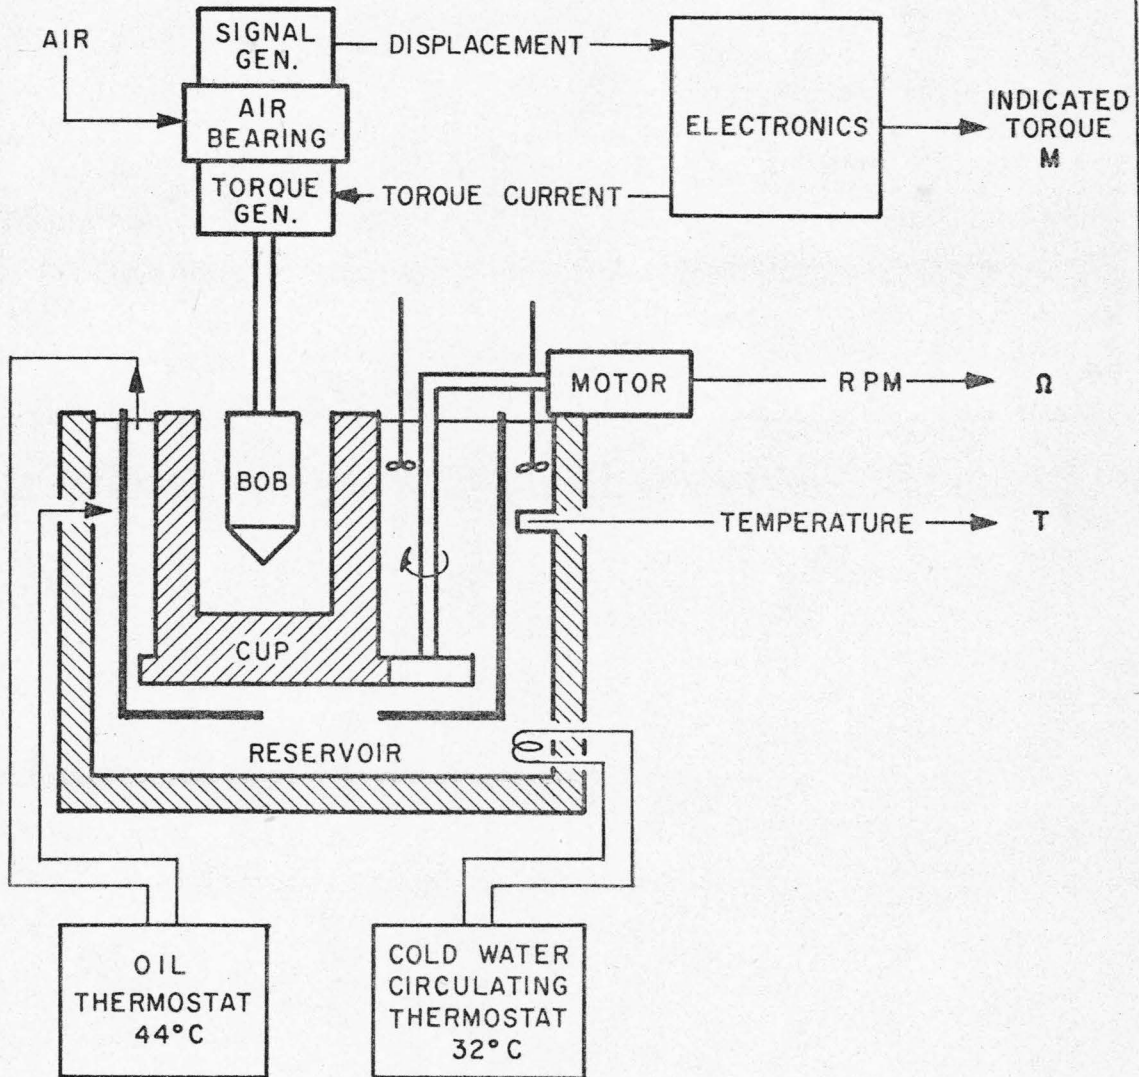 AIR
SIGNAL
GEN.
DISPLACEMENT
AIR
BEARING
ELECTRONICS
INDICATED
TORQUE
M
TORQUE
GEN.
TORQUE CURRENT
MOTOR
RPM
Ω
BOB
TEMPERATURE
T
CUP
RESERVOIR
OIL
THERMOSTAT
44°C
COLD WATER
CIRCULATING
THERMOSTAT
32°C